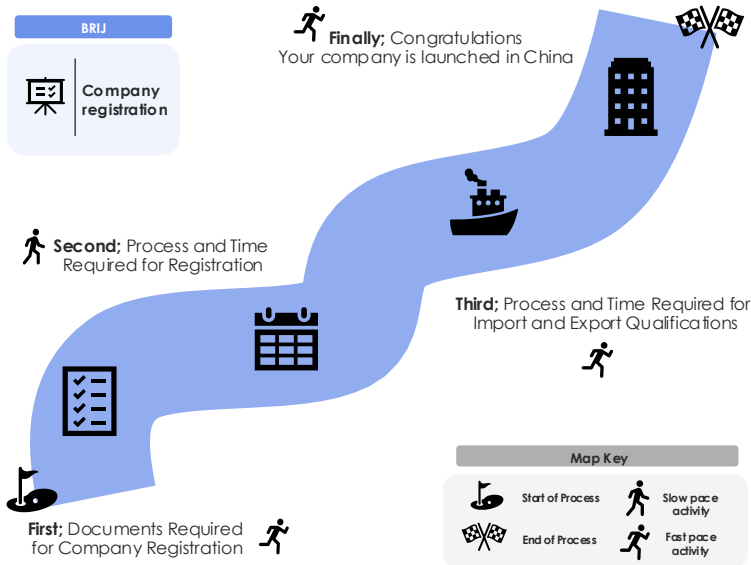 BRIJ
Company
registration
Finally; Congratulations
Your company is launched in China
Second; Process and Time
Required for Registration
Third; Process and Time Required for
Import and Export Qualifications
First; Documents Required
for Company Registration
Map Key
Start of Process
Slow pace
activity
End of Process
Fast pace
activity